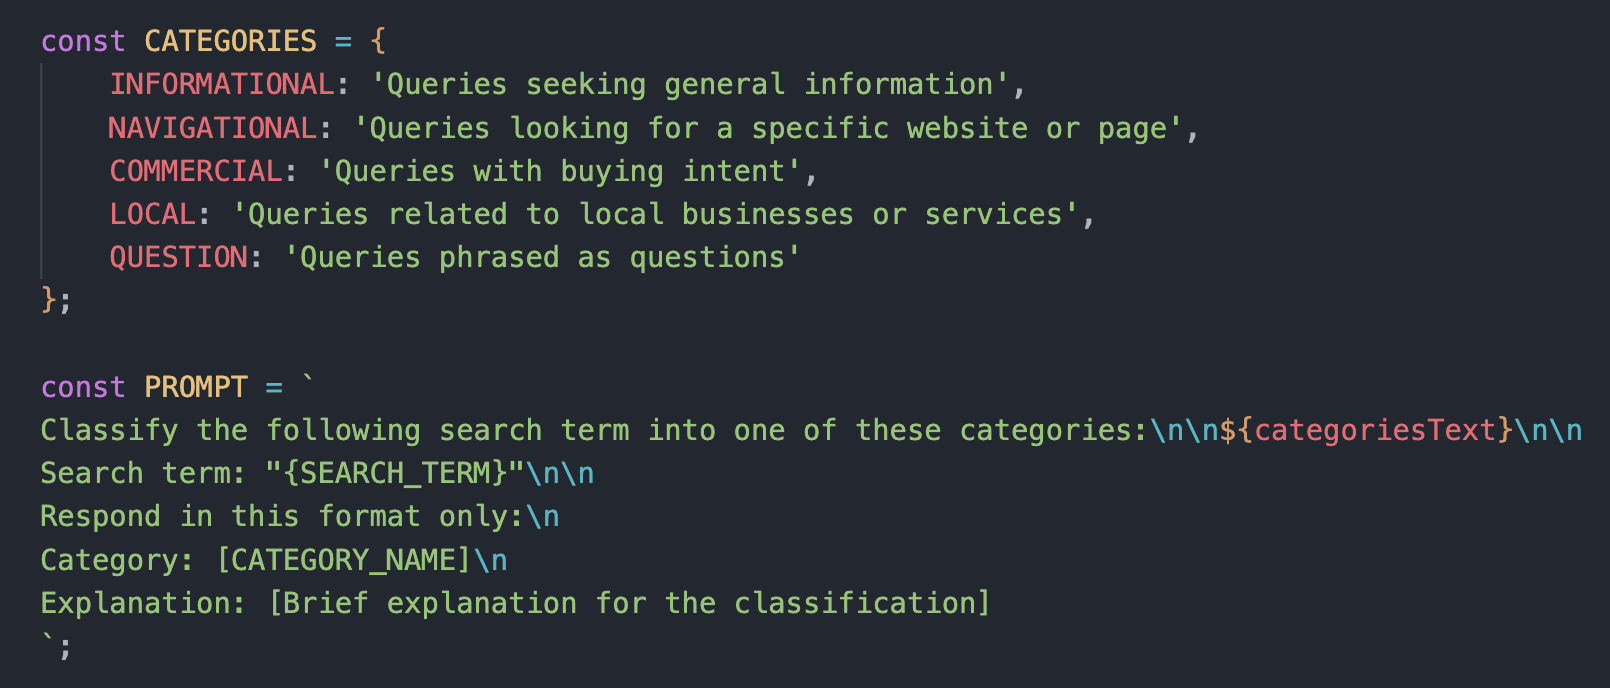 const CATEGORIES = {
    INFORMATIONAL: 'Queries seeking general information',
    NAVIGATIONAL: 'Queries looking for a specific website or page',
    COMMERCIAL: 'Queries with buying intent',
    LOCAL: 'Queries related to local businesses or services',
    QUESTION: 'Queries phrased as questions'
};

const PROMPT = `
Classify the following search term into one of these categories:\n\n${categoriesText}\n\n
Search term: "{SEARCH_TERM}"\n\n
Respond in this format only:\n
Category: [CATEGORY_NAME]\n
Explanation: [Brief explanation for the classification]
`;